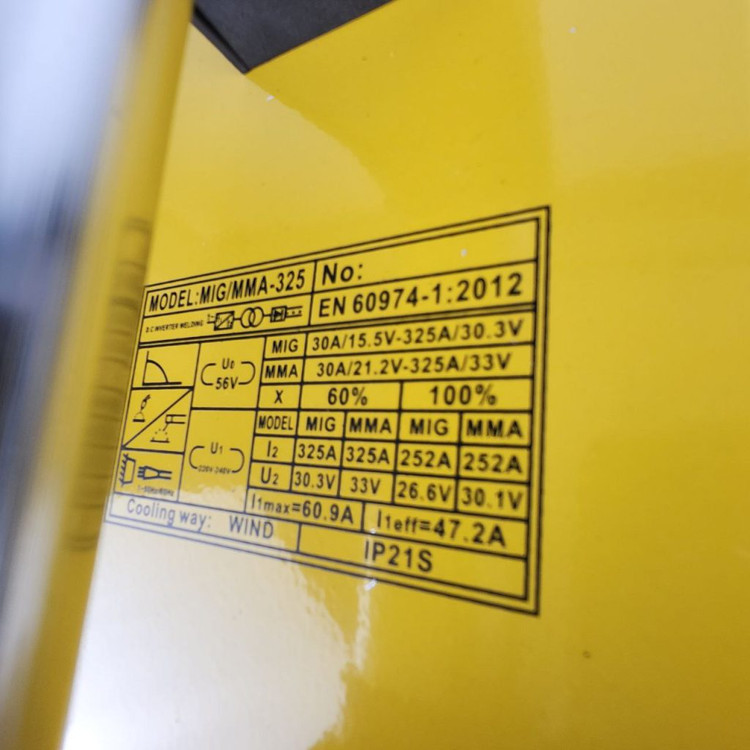 MODEL:MIG/MMA-325
No:
D.C INVERTER WELDING
EN 60974-1:2012
MIG 30A/15.5V-325A/30.3V
MMA 30A/21.2V-325A/33V
U0 56V
X 60% 100%
MODEL MIG MMA MIG MMA
I2 325A 325A 252A 252A
U2 30.3V 33V 26.6V 30.1V
U1
I1max=60.9A I1eff=47.2A
Cooling way: WIND IP21S